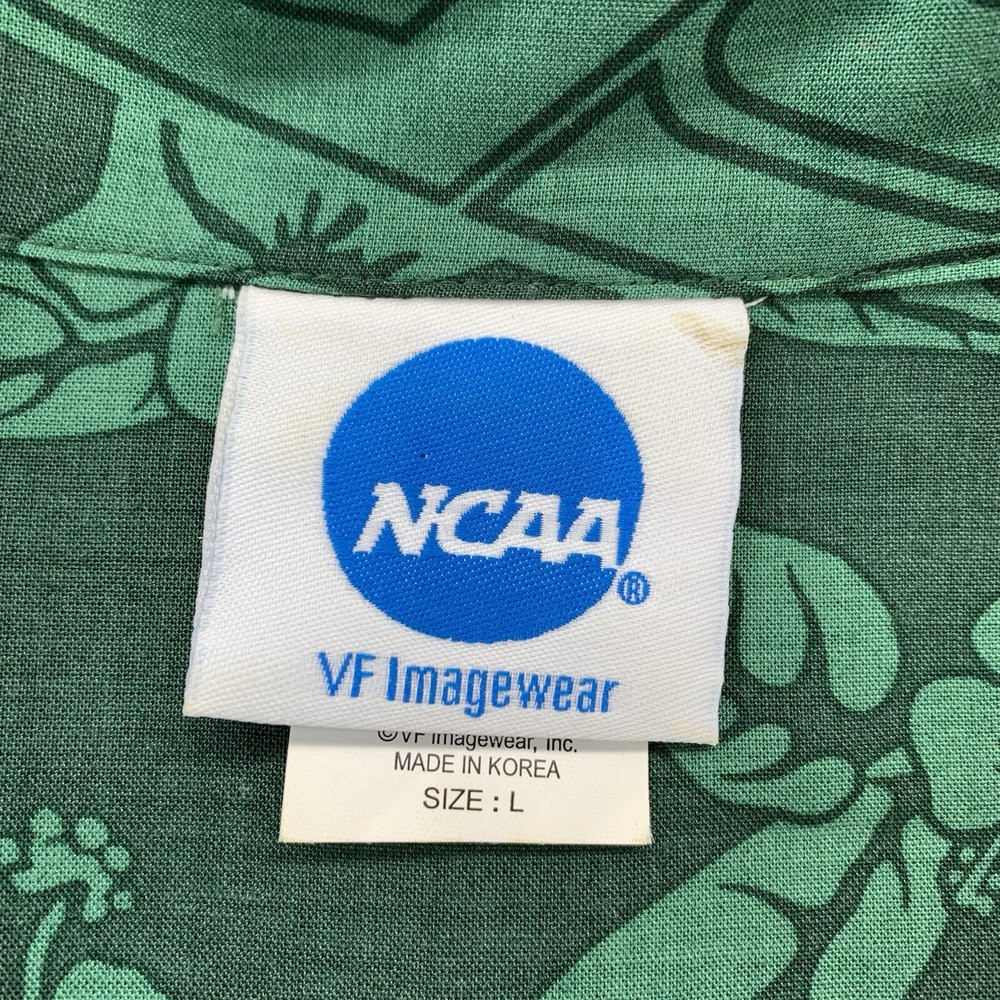 NCAA
®
VF Imagewear
©VF Imagewear, Inc.
MADE IN KOREA
SIZE : L